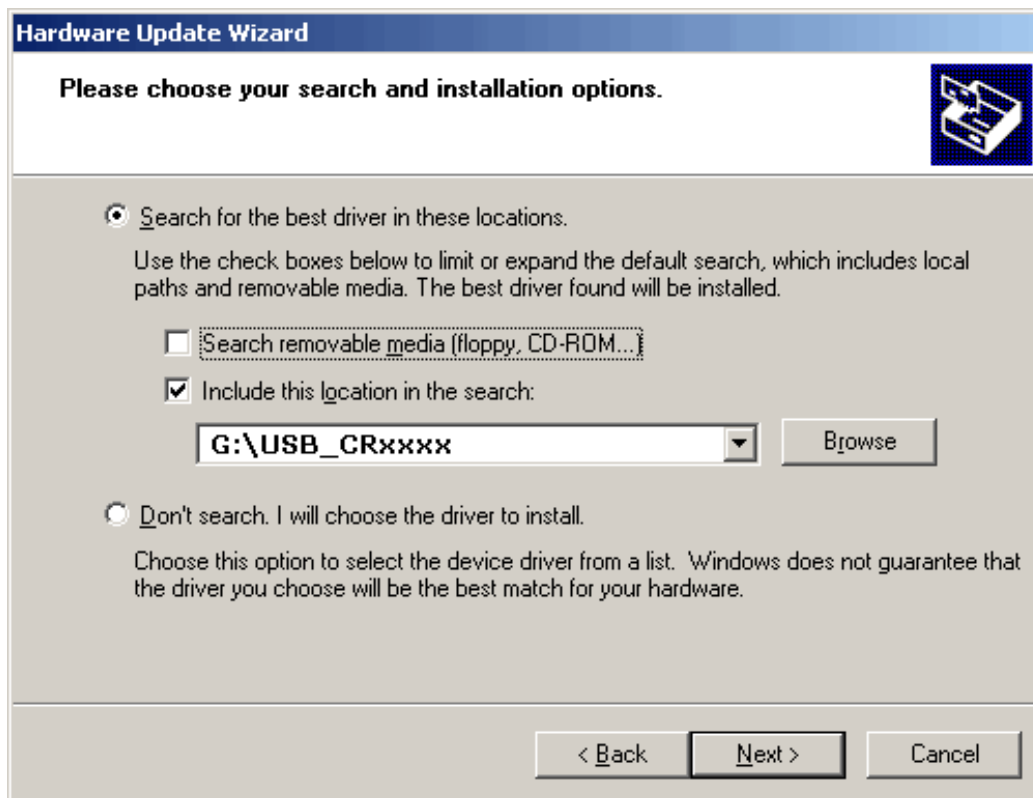 Hardware Update Wizard
Please choose your search and installation options.
Search for the best driver in these locations.
Use the check boxes below to limit or expand the default search, which includes local
paths and removable media. The best driver found will be installed.
Search removable media (floppy, CD-ROM...)
Include this location in the search:
G:\USB_CRxxxx
Browse
Don't search. I will choose the driver to install.
Choose this option to select the device driver from a list.  Windows does not guarantee that
the driver you choose will be the best match for your hardware.
< Back
Next >
Cancel